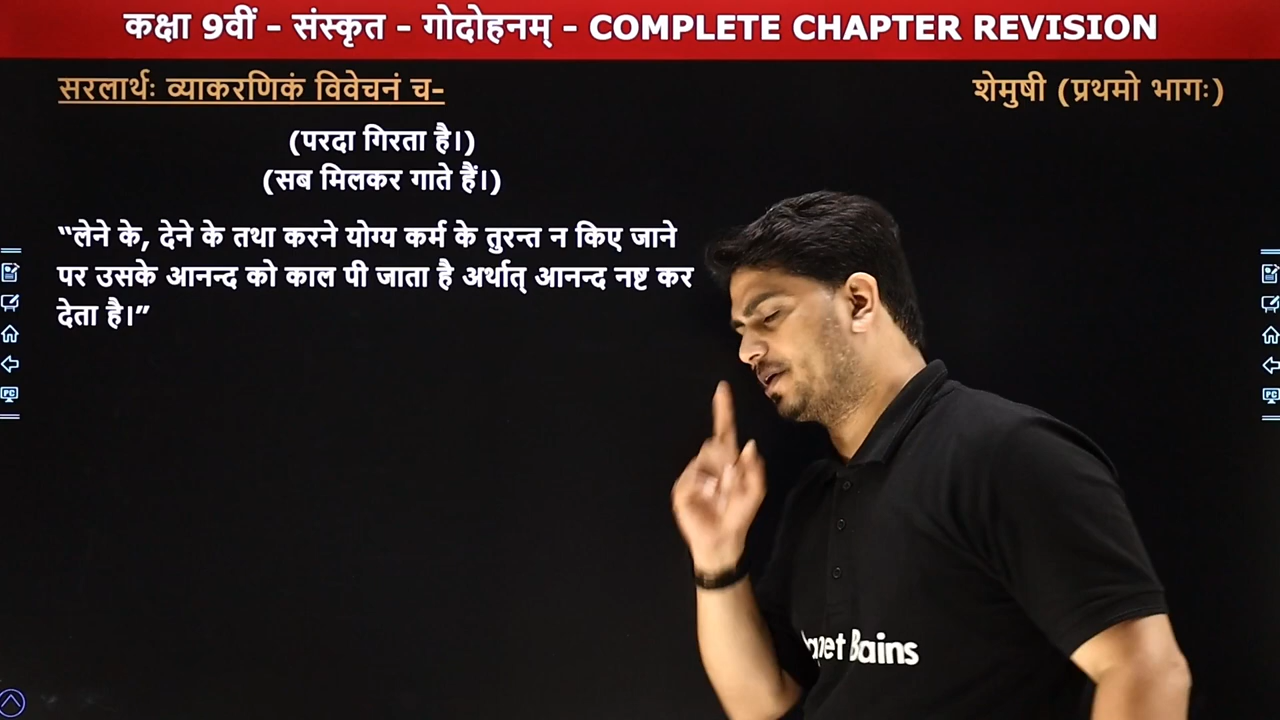 कक्षा 9वीं – संस्कृत – गोदोहनम् – COMPLETE CHAPTER REVISION
सरलार्थः व्याकरणिकं विवेचनं च-
शेमुषी (प्रथमो भागः)
(परदा गिरता है।)
(सब मिलकर गाते हैं।)
“लेने के, देने के तथा करने योग्य कर्म के तुरन्त न किए जाने
पर उसके आनन्द को काल पी जाता है अर्थात् आनन्द नष्ट कर
देता है।”
Bains